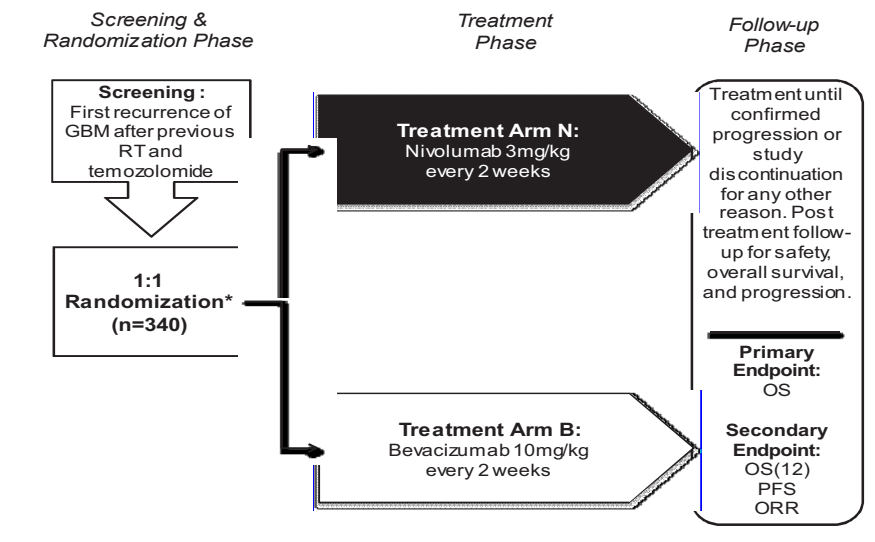 Screening &
Randomization Phase
Treatment
Phase
Follow-up
Phase
Screening :
First recurrence of
GBM after previous
RT and
temozolomide
1:1
Randomization*
(n=340)
Treatment Arm N:
Nivolumab 3mg/kg
every 2 weeks
Treatment Arm B:
Bevacizumab 10mg/kg
every 2 weeks
Treatment until
confirmed
progression or
study
discontinuation
for any other
reason. Post
treatment follow-
up for safety,
overall survival,
and progression.
Primary
Endpoint:
OS
Secondary
Endpoint:
OS(12)
PFS
ORR